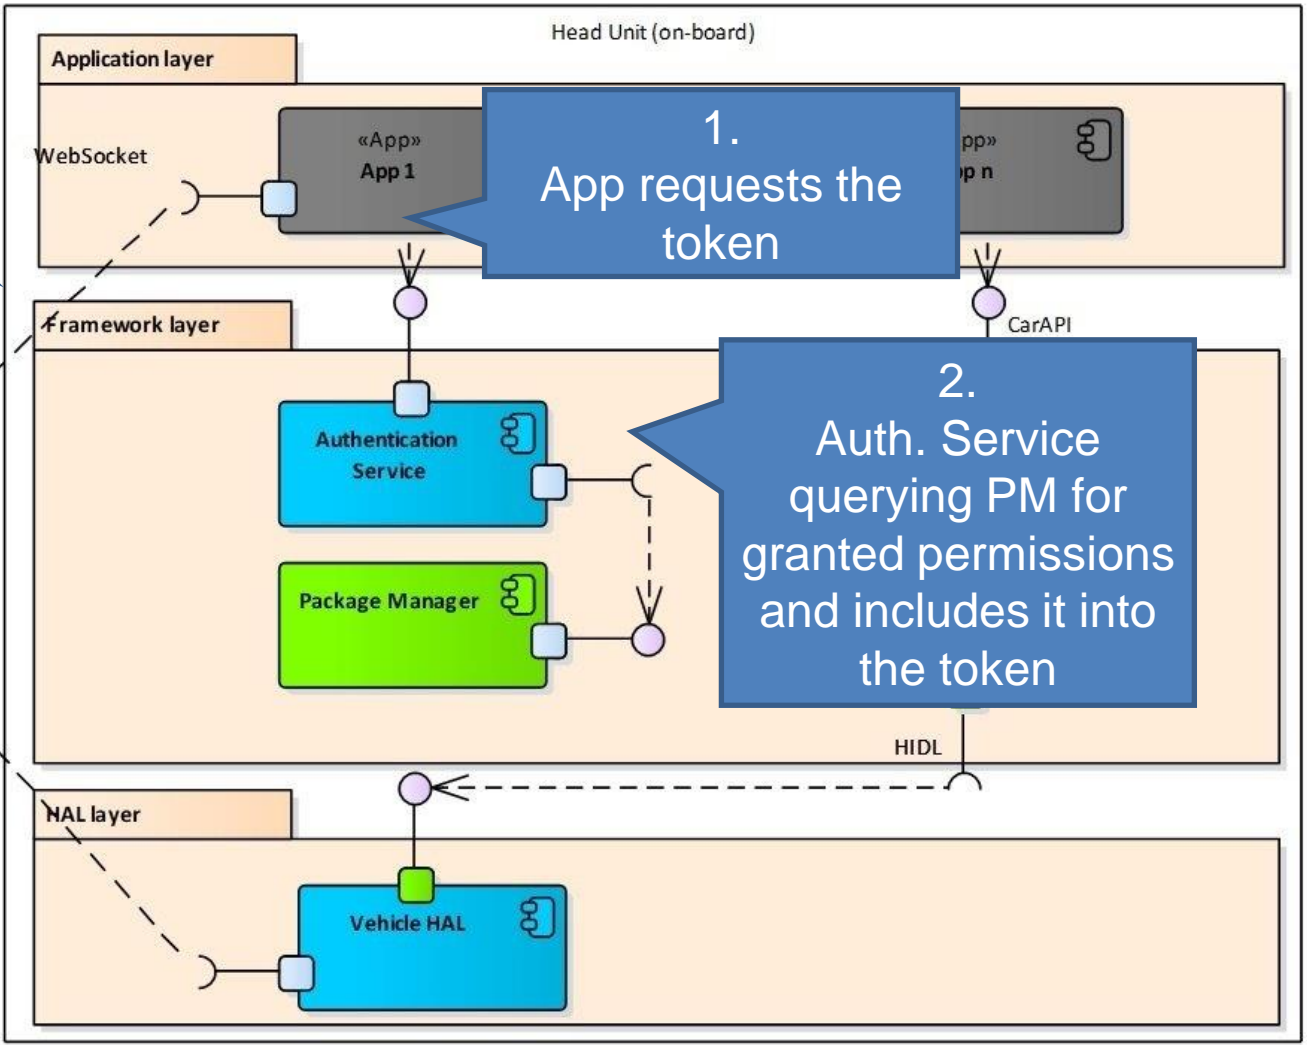 Head Unit (on-board)
Application layer
WebSocket
«App»
App 1
1.
App requests the
token
pp»
pp n
Framework layer
CarAPI
Authentication
Service
2.
Auth. Service
querying PM for
granted permissions
and includes it into
the token
Package Manager
HIDL
HAL layer
Vehicle HAL